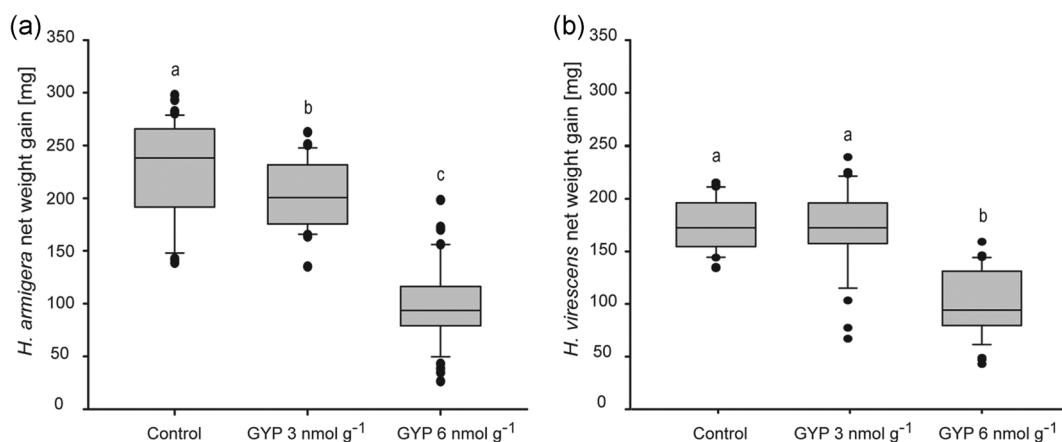 (a)
H. armigera net weight gain [mg]
350
300
250
200
150
100
50
0
a
b
c
Control
GYP 3 nmol g⁻¹
GYP 6 nmol g⁻¹
(b)
H. virescens net weight gain [mg]
350
300
250
200
150
100
50
0
a
a
b
Control
GYP 3 nmol g⁻¹
GYP 6 nmol g⁻¹